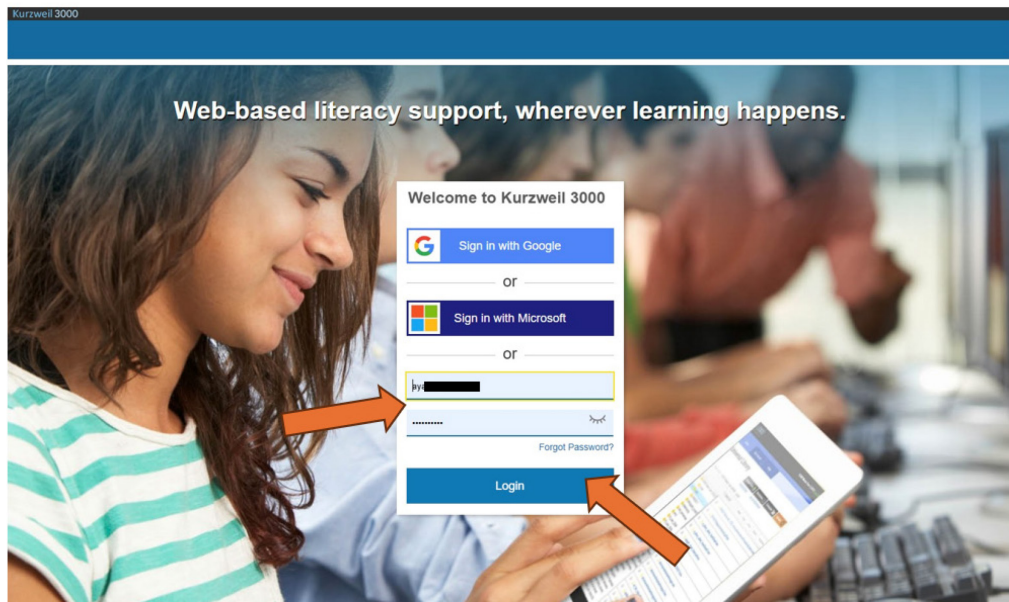 Kurzweil 3000
Web-based literacy support, wherever learning happens.
Welcome to Kurzweil 3000
Sign in with Google
or
Sign in with Microsoft
or
aya
..........
Forgot Password?
Login